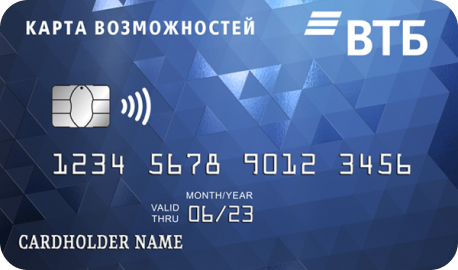 КАРТА ВОЗМОЖНОСТЕЙ
ВТБ
1234 5678 9012 3456
MONTH/YEAR
VALID THRU 06/23
CARDHOLDER NAME